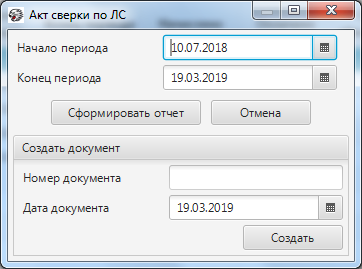 Акт сверки по ЛС
Начало периода 10.07.2018
Конец периода 19.03.2019
Сформировать отчет Отмена
Создать документ
Номер документа
Дата документа 19.03.2019
Создать